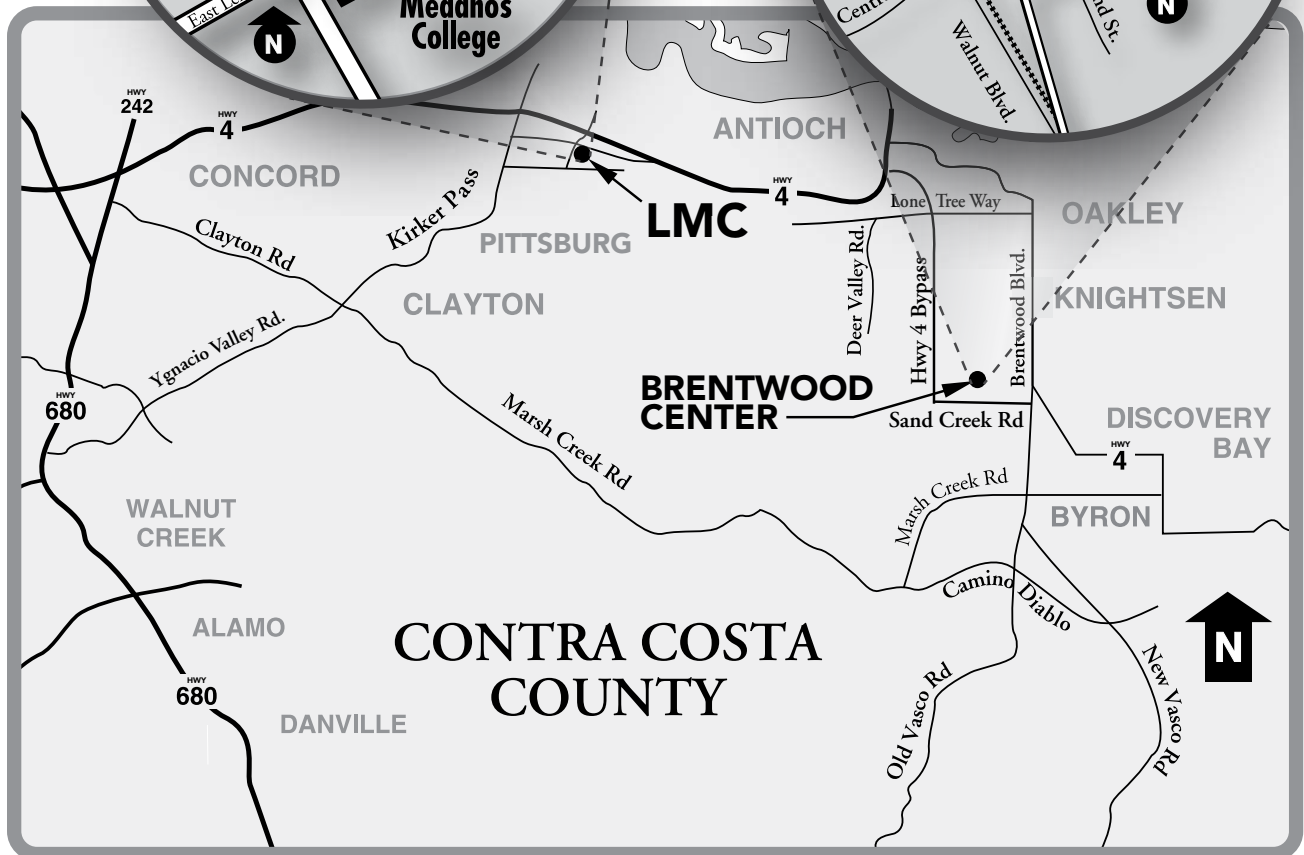 East
Medanos
College
N
Walnut Blvd.
nd St.
N
HWY
242
HWY
4
CONCORD
ANTIOCH
HWY
4
Kirker Pass
LMC
Lone Tree Way
OAKLEY
Clayton Rd
PITTSBURG
Deer Valley Rd.
Hwy 4 Bypass
Brentwood Blvd.
CLAYTON
KNIGHTSEN
Ygnacio Valley Rd.
HWY
680
BRENTWOOD
CENTER
Sand Creek Rd
DISCOVERY
BAY
Marsh Creek Rd
HWY
4
WALNUT
CREEK
Marsh Creek Rd
BYRON
Camino Diablo
ALAMO
CONTRA COSTA
COUNTY
N
HWY
680
DANVILLE
Old Vasco Rd
New Vasco Rd